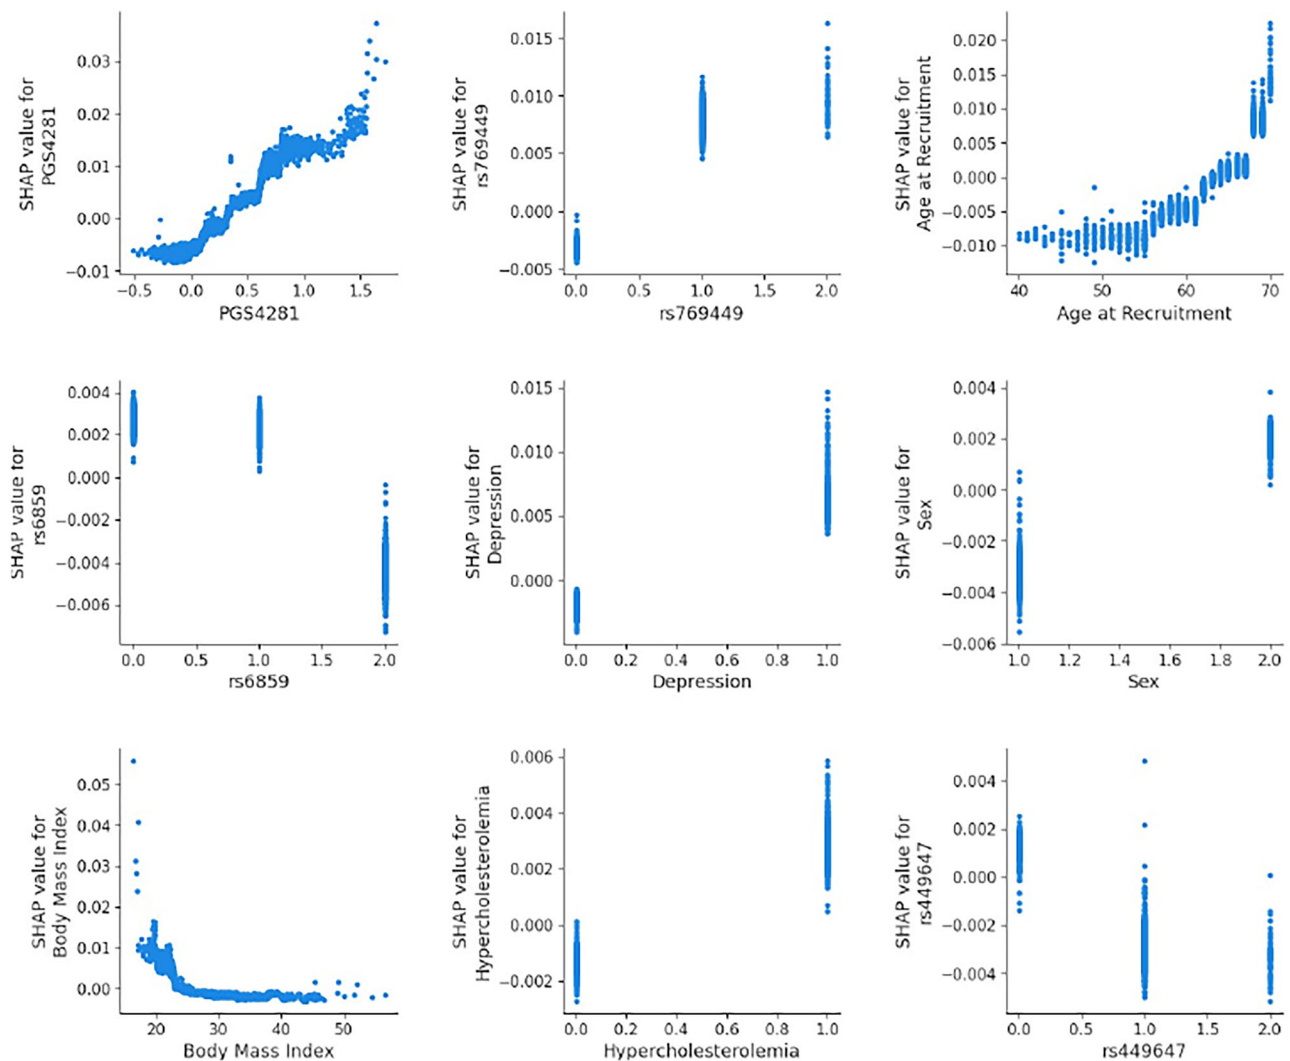 SHAP value for
PGS4281
0.03
0.02
0.01
0.00
−0.01
−0.5 0.0 0.5 1.0 1.5
PGS4281
SHAP value for
rs769449
0.015
0.010
0.005
0.000
−0.005
0.0 0.5 1.0 1.5 2.0
rs769449
SHAP value for
Age at Recruitment
0.020
0.015
0.010
0.005
0.000
−0.005
−0.010
40 50 60 70
Age at Recruitment
SHAP value for
rs6859
0.004
0.002
0.000
−0.002
−0.004
−0.006
0.0 0.5 1.0 1.5 2.0
rs6859
SHAP value for
Depression
0.015
0.010
0.005
0.000
0.0 0.2 0.4 0.6 0.8 1.0
Depression
SHAP value for
Sex
0.004
0.002
0.000
−0.002
−0.004
−0.006
1.0 1.2 1.4 1.6 1.8 2.0
Sex
SHAP value for
Body Mass Index
0.05
0.04
0.03
0.02
0.01
0.00
20 30 40 50
Body Mass Index
SHAP value for
Hypercholesterolemia
0.006
0.004
0.002
0.000
−0.002
0.0 0.2 0.4 0.6 0.8 1.0
Hypercholesterolemia
SHAP value for
rs449647
0.004
0.002
0.000
−0.002
−0.004
0.0 0.5 1.0 1.5 2.0
rs449647